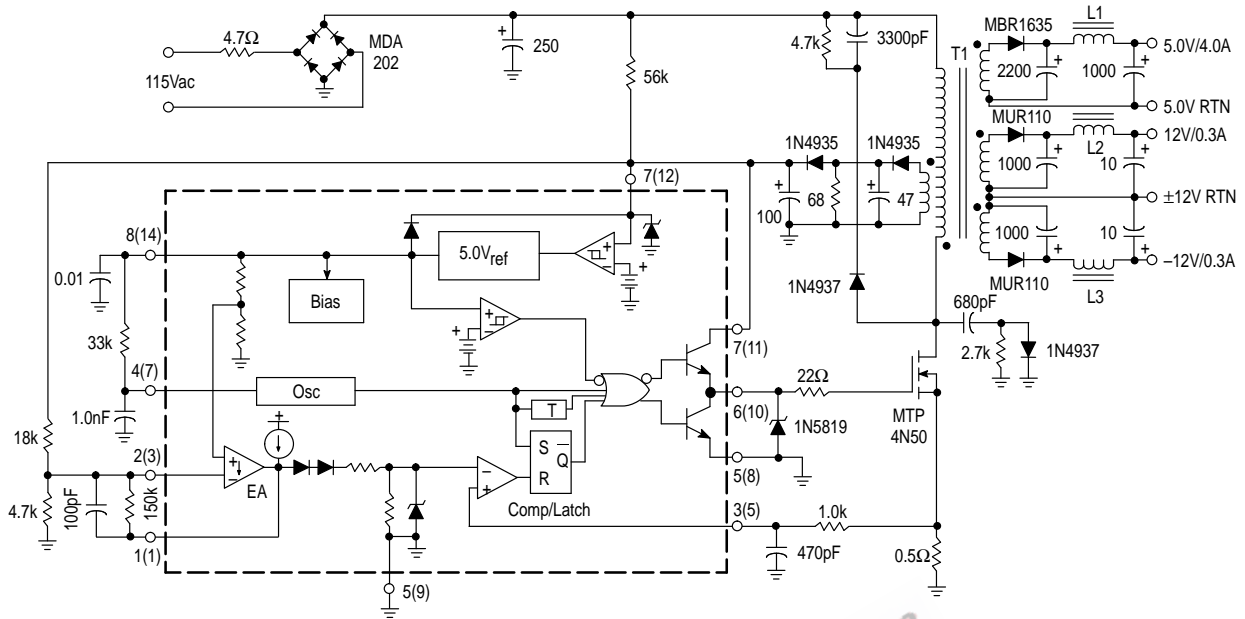 4.7Ω
MDA
202
115Vac
+
250
56k
4.7k
3300pF
T1
MBR1635
L1
5.0V/4.0A
2200
+
1000
+
5.0V RTN
MUR110
12V/0.3A
L2
1000
+
10
+
±12V RTN
1000
+
10
+
MUR110
L3
–12V/0.3A
1N4935
1N4935
+
100
68
+
47
7(12)
8(14)
0.01
33k
4(7)
1.0nF
18k
2(3)
4.7k
100pF
150k
1(1)
5.0Vref
+
–
+
Bias
+
–
+
Osc
T
+
S
Q
R
+
–
EA
–
+
Comp/Latch
5(9)
7(11)
6(10)
5(8)
3(5)
22Ω
1N5819
1N4937
680pF
2.7k
1N4937
MTP
4N50
1.0k
470pF
0.5Ω